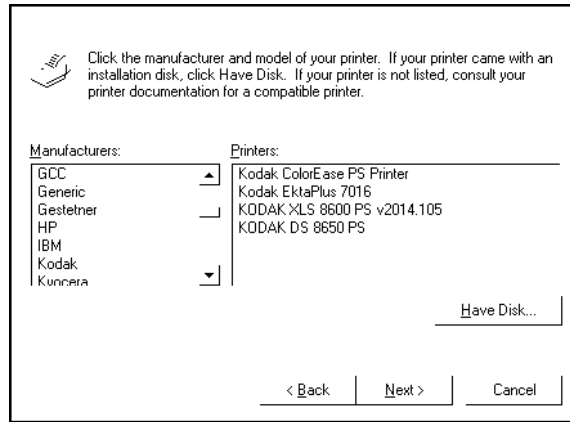 Click the manufacturer and model of your printer. If your printer came with an
installation disk, click Have Disk. If your printer is not listed, consult your
printer documentation for a compatible printer.
Manufacturers:
GCC
Generic
Gestetner
HP
IBM
Kodak
Kyocera
Printers:
Kodak ColorEase PS Printer
Kodak EktaPlus 7016
KODAK XLS 8600 PS v2014.105
KODAK DS 8650 PS
Have Disk...
< Back
Next >
Cancel